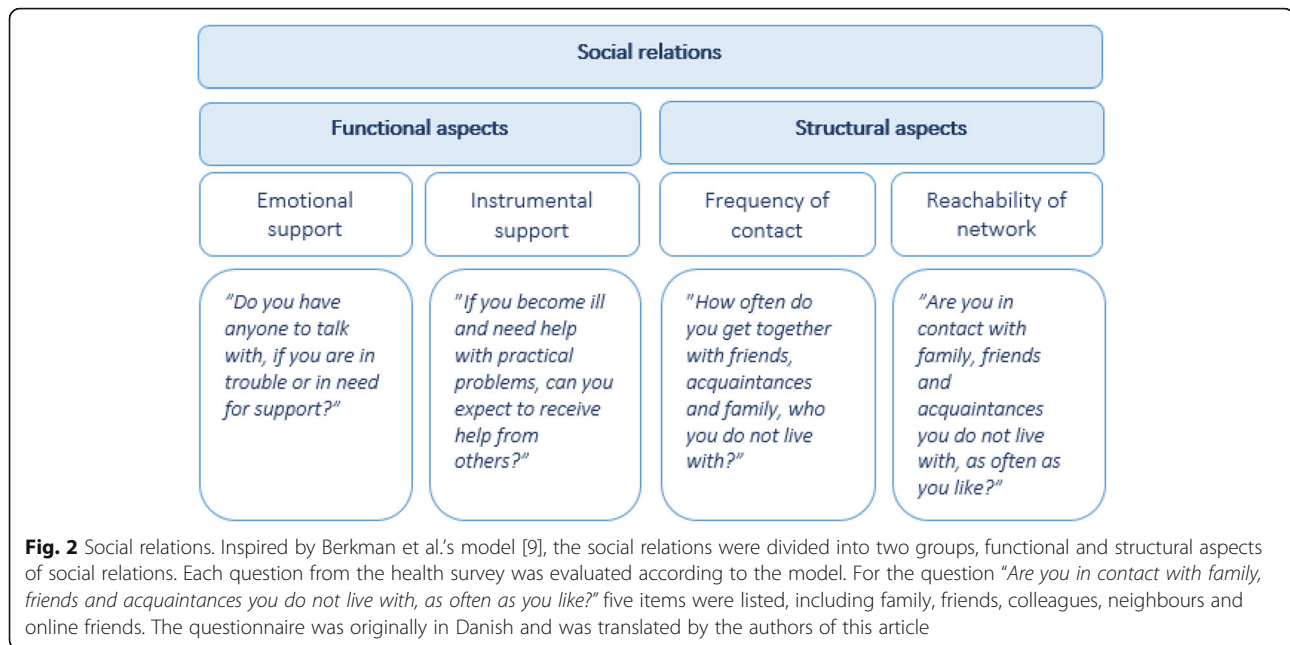 Social relations
Functional aspects
Structural aspects
Emotional
support
Instrumental
support
Frequency of
contact
Reachability of
network
"Do you have
anyone to talk
with, if you are in
trouble or in need
for support?"
"If you become ill
and need help
with practical
problems, can you
expect to receive
help from
others?"
"How often do
you get together
with friends,
acquaintances
and family, who
you do not live
with?"
"Are you in
contact with
family, friends
and
acquaintances
you do not live
with, as often as
you like?"
Fig. 2 Social relations. Inspired by Berkman et al.'s model [9], the social relations were divided into two groups, functional and structural aspects
of social relations. Each question from the health survey was evaluated according to the model. For the question "Are you in contact with family,
friends and acquaintances you do not live with, as often as you like?" five items were listed, including family, friends, colleagues, neighbours and
online friends. The questionnaire was originally in Danish and was translated by the authors of this article